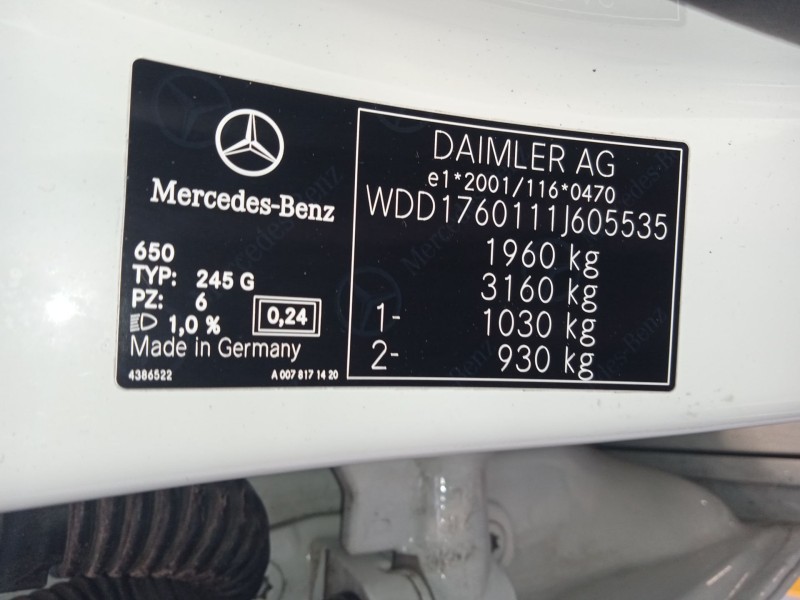 Mercedes-Benz
650
TYP: 245 G
PZ: 6
1,0 %
0,24
Made in Germany
4386522
A 007 817 14 20
DAIMLER AG
e1*2001/116*0470
WDD1760111J605535
1960 kg
3160 kg
1- 1030 kg
2- 930 kg